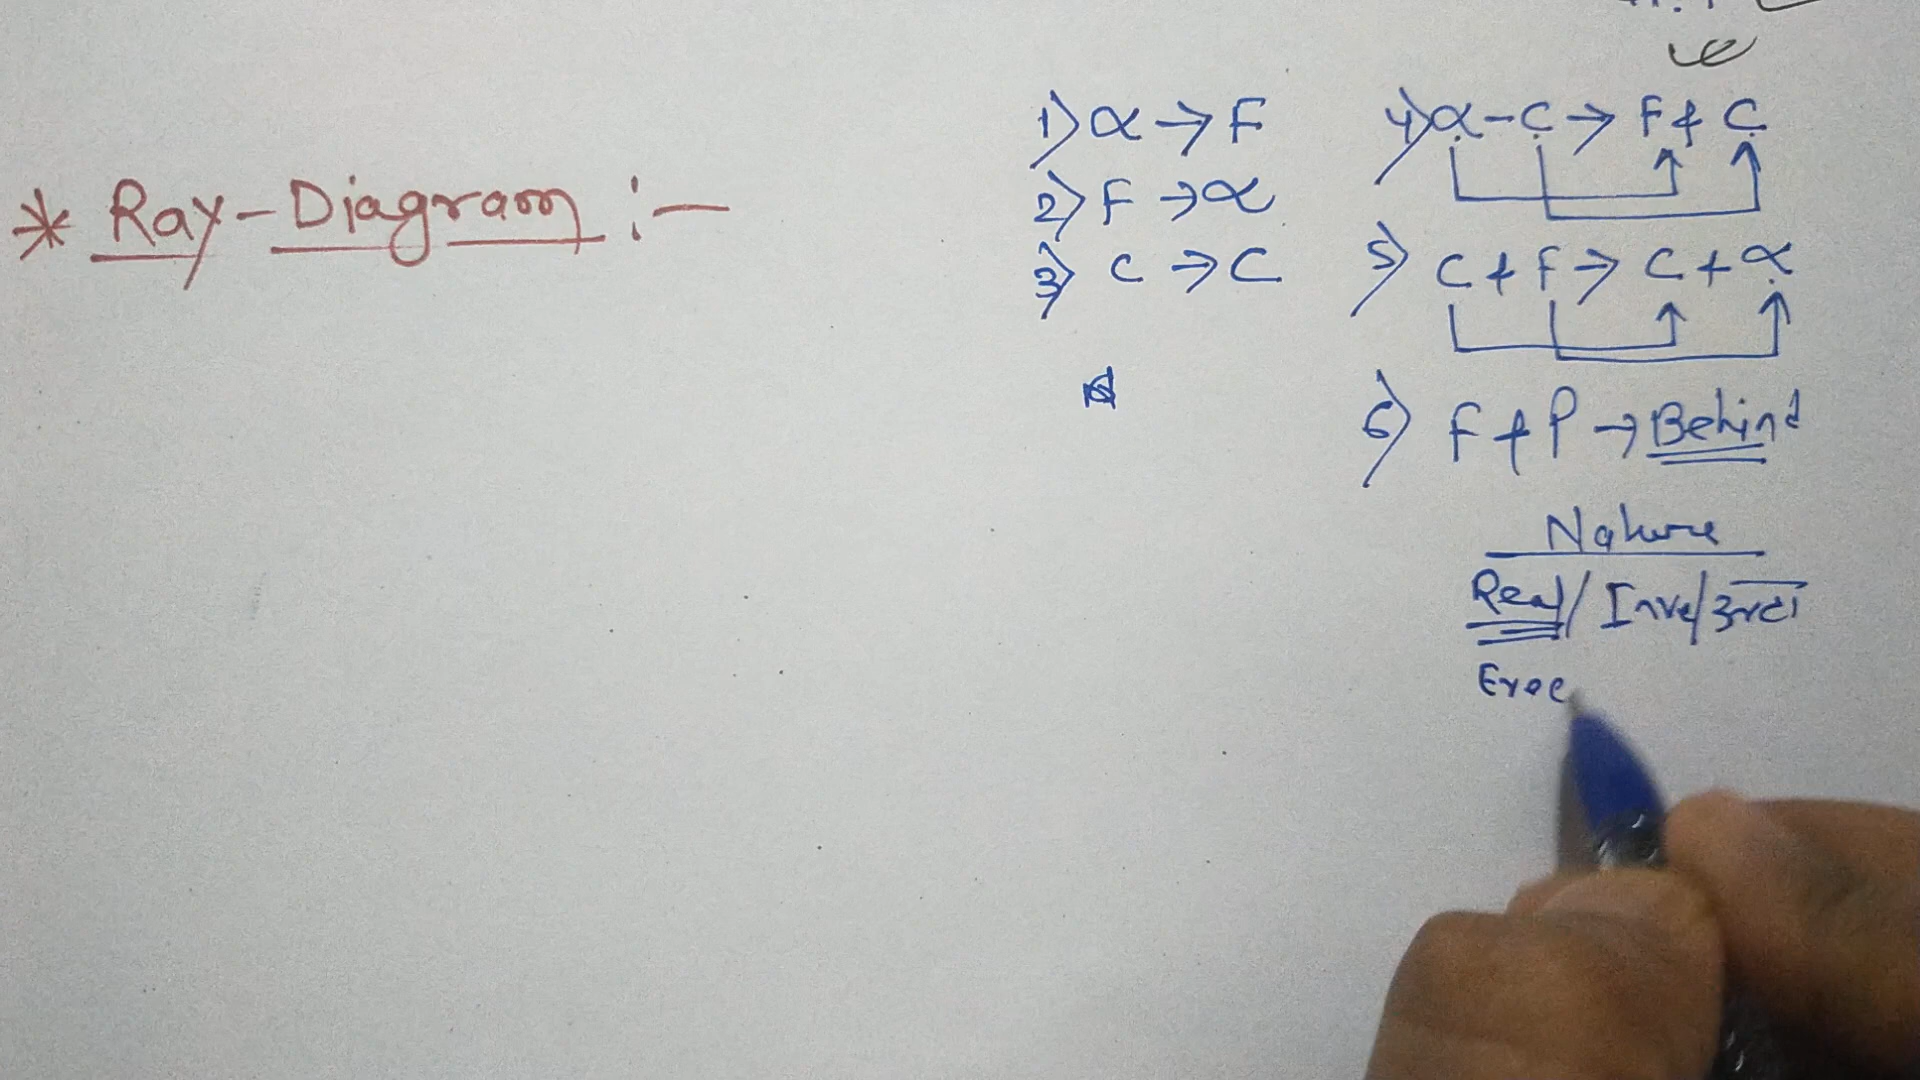 * Ray-Diagram :-
1) ∝ → F
2) F → ∝
3) C → C
4) ∝ - C → F & C
5) C + F → C + ∝
6) F & P → Behind
Nature
Real / Inve / उल्टा
Erec